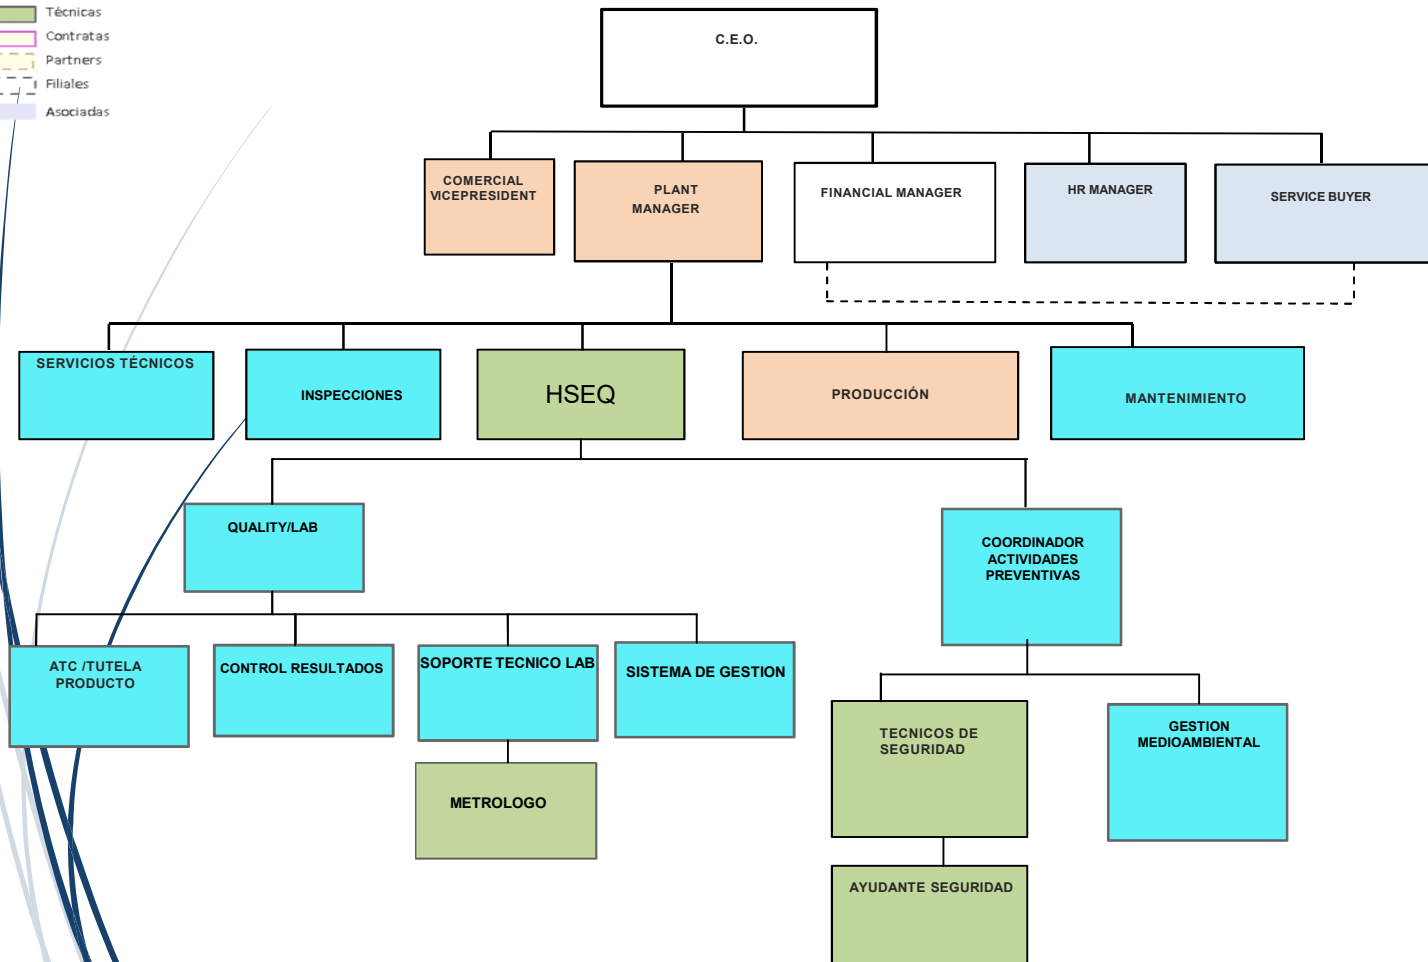 Técnicas
Contratas
Partners
Filiales
Asociadas
C.E.O.
COMERCIAL
VICEPRESIDENT
PLANT
MANAGER
FINANCIAL MANAGER
HR MANAGER
SERVICE BUYER
SERVICIOS TÉCNICOS
INSPECCIONES
HSEQ
PRODUCCIÓN
MANTENIMIENTO
QUALITY/LAB
COORDINADOR
ACTIVIDADES
PREVENTIVAS
ATC /TUTELA
PRODUCTO
CONTROL RESULTADOS
SOPORTE TECNICO LAB
SISTEMA DE GESTION
TECNICOS DE
SEGURIDAD
GESTION
MEDIOAMBIENTAL
METROLOGO
AYUDANTE SEGURIDAD